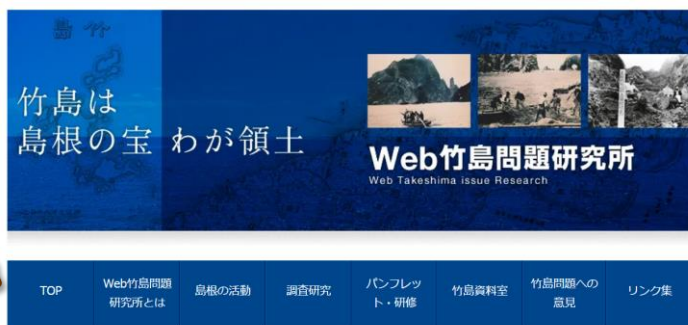 竹島
竹島は
島根の宝 わが領土
Web竹島問題研究所
Web Takeshima issue Research
TOP
Web竹島問題
研究所とは
島根の活動
調査研究
パンフレッ
ト・研修
竹島資料室
竹島問題への
意見
リンク集